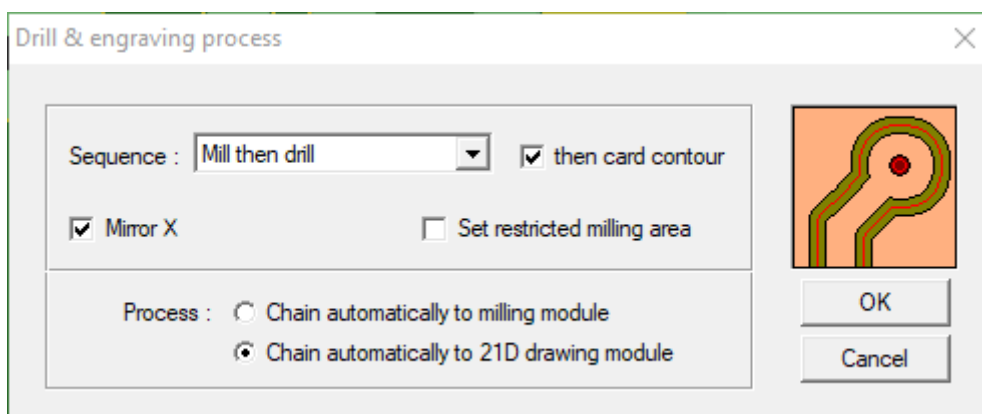 Drill & engraving process
Sequence : Mill then drill then card contour
Mirror X Set restricted milling area
Process : Chain automatically to milling module
Chain automatically to 21D drawing module
OK
Cancel